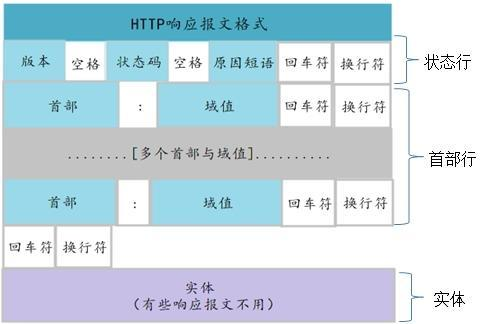 HTTP响应报文格式
版本 空格 状态码 空格 原因短语 回车符 换行符 状态行
首部 : 域值 回车符 换行符
........[多个首部与域值].......... 首部行
首部 : 域值 回车符 换行符
回车符 换行符
实体
(有些响应报文不用) 实体